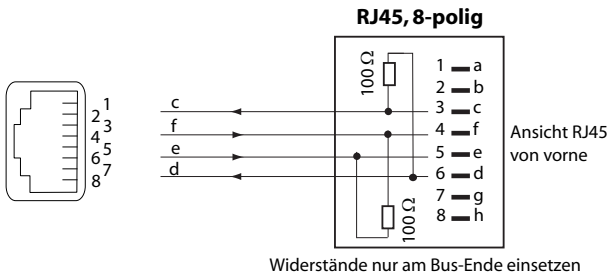 RJ45, 8-polig
1
2
3
4
5
6
7
8
c
f
e
d
100 Ω
100 Ω
1 a
2 b
3 c
4 f
5 e
6 d
7 g
8 h
Ansicht RJ45
von vorne
Widerstände nur am Bus-Ende einsetzen